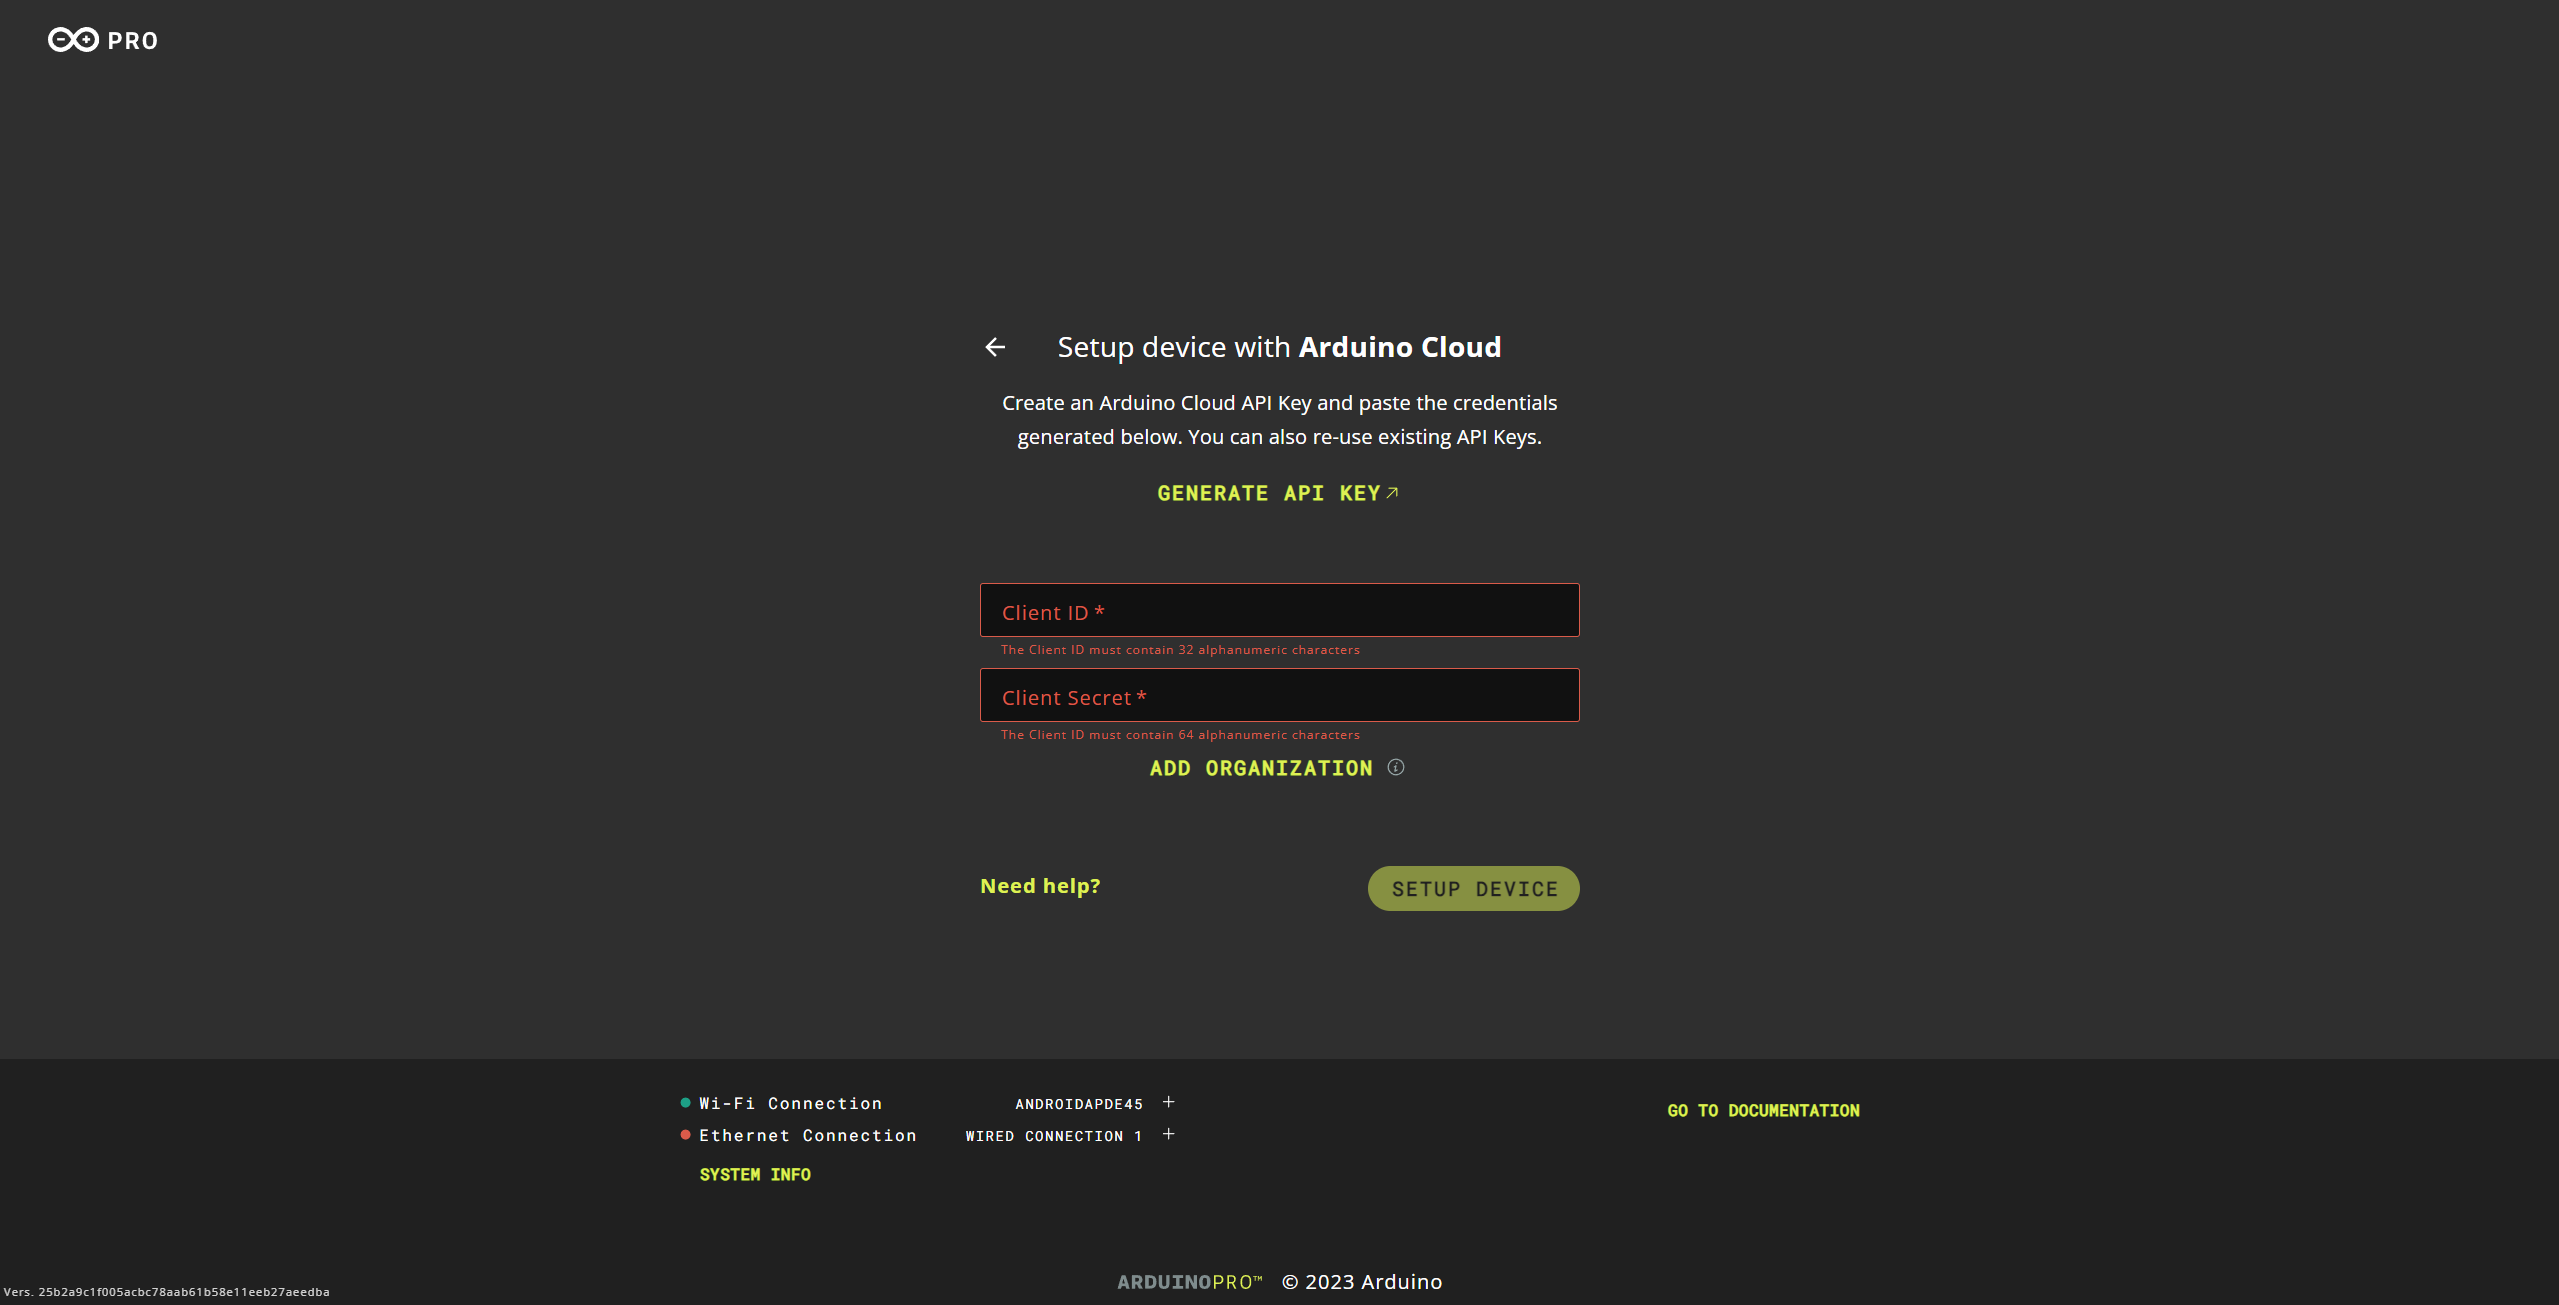 PRO
Setup device with Arduino Cloud
Create an Arduino Cloud API Key and paste the credentials
generated below. You can also re-use existing API Keys.
GENERATE API KEY
Client ID *
The Client ID must contain 32 alphanumeric characters
Client Secret *
The Client ID must contain 64 alphanumeric characters
ADD ORGANIZATION
Need help?
SETUP DEVICE
Wi-Fi Connection ANDROIDAPDE45 +
Ethernet Connection WIRED CONNECTION 1 +
SYSTEM INFO
GO TO DOCUMENTATION
ARDUINOPRO™ © 2023 Arduino
Vers. 25b2a9c1f005acbc78aab61b58e11eeb27aeedba